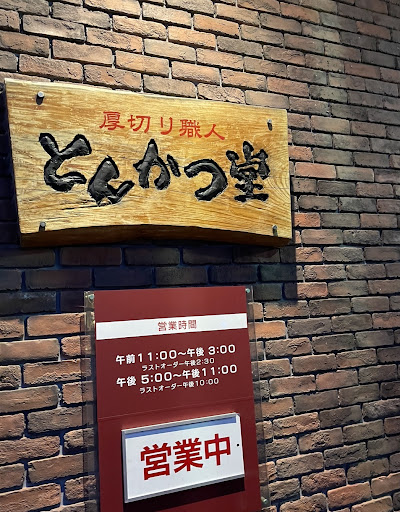 厚切り職人
とんかつ堂
営業時間
午前11:00〜午後 3:00
ラストオーダー午後2:30
午後 5:00〜午後11:00
ラストオーダー午後10:00
営業中